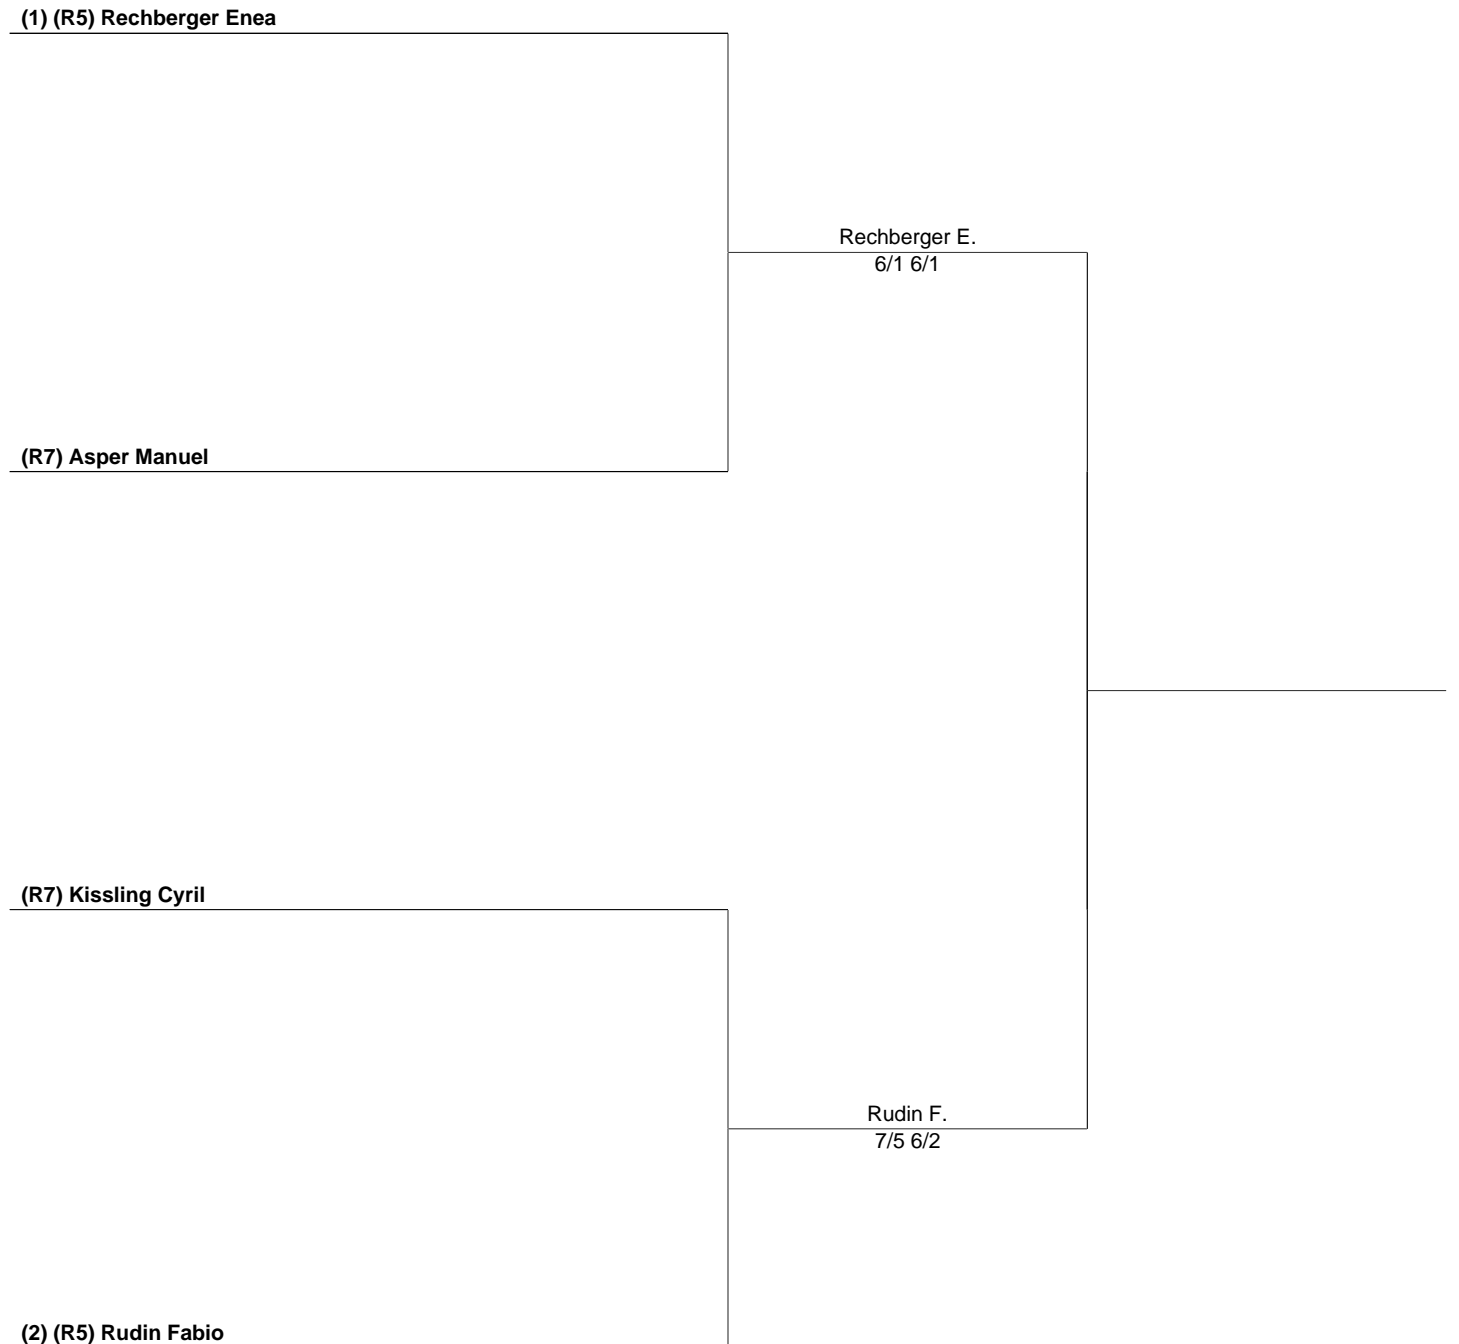 (1) (R5) Rechberger Enea
Rechberger E.
6/1 6/1
(R7) Asper Manuel
(R7) Kissling Cyril
Rudin F.
7/5 6/2
(2) (R5) Rudin Fabio